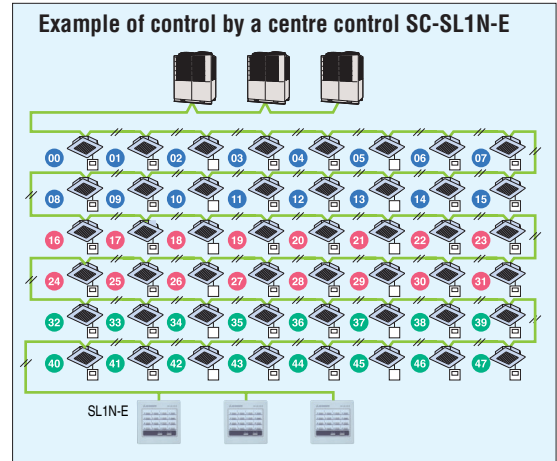 Example of control by a centre control SC-SL1N-E
00 01 02 03 04 05 06 07
08 09 10 11 12 13 14 15
16 17 18 19 20 21 22 23
24 25 26 27 28 29 30 31
32 33 34 35 36 37 38 39
40 41 42 43 44 45 46 47
SL1N-E